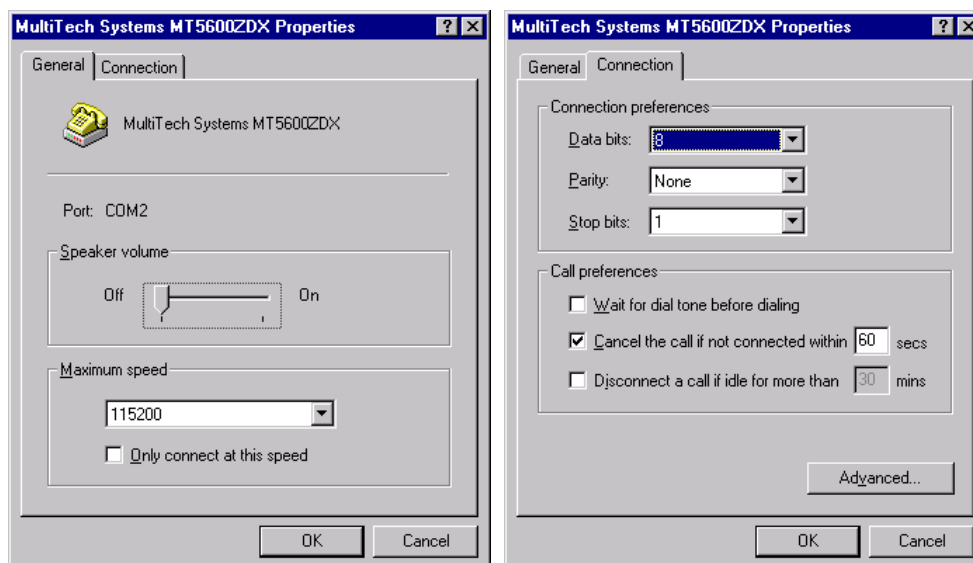 MultiTech Systems MT5600ZDX Properties
General Connection
MultiTech Systems MT5600ZDX
Port: COM2
Speaker volume
Off On
Maximum speed
115200
Only connect at this speed
OK Cancel
MultiTech Systems MT5600ZDX Properties
General Connection
Connection preferences
Data bits: 8
Parity: None
Stop bits: 1
Call preferences
Wait for dial tone before dialing
Cancel the call if not connected within 60 secs
Disconnect a call if idle for more than 30 mins
Advanced...
OK Cancel